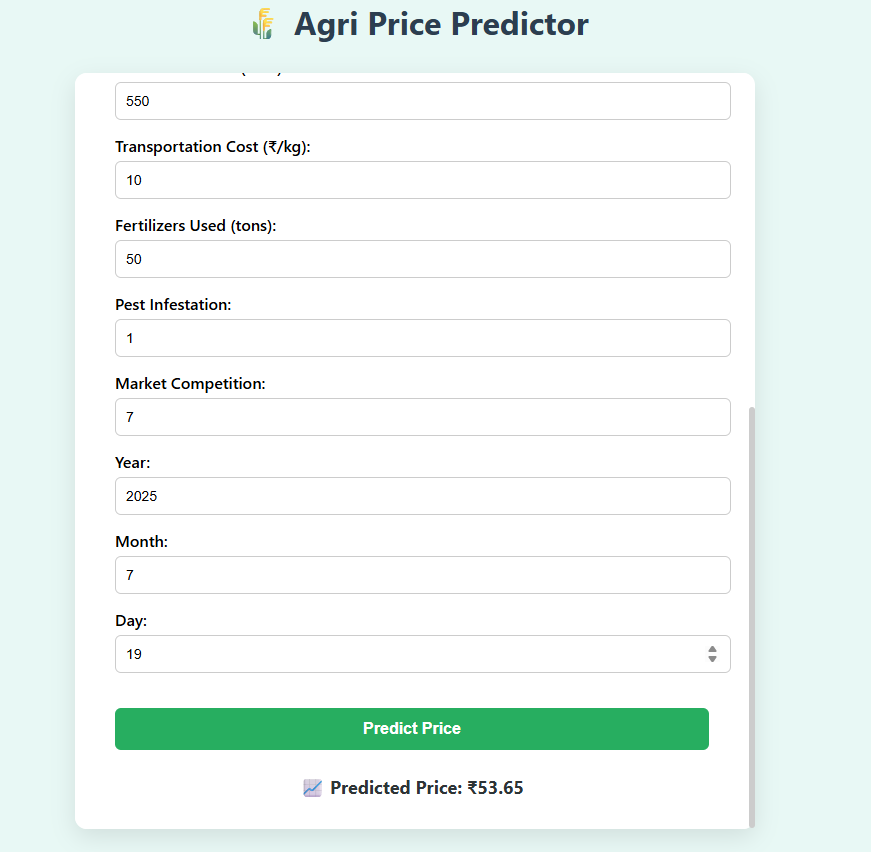 Agri Price Predictor
550
Transportation Cost (₹/kg):
10
Fertilizers Used (tons):
50
Pest Infestation:
1
Market Competition:
7
Year:
2025
Month:
7
Day:
19
Predict Price
Predicted Price: ₹53.65